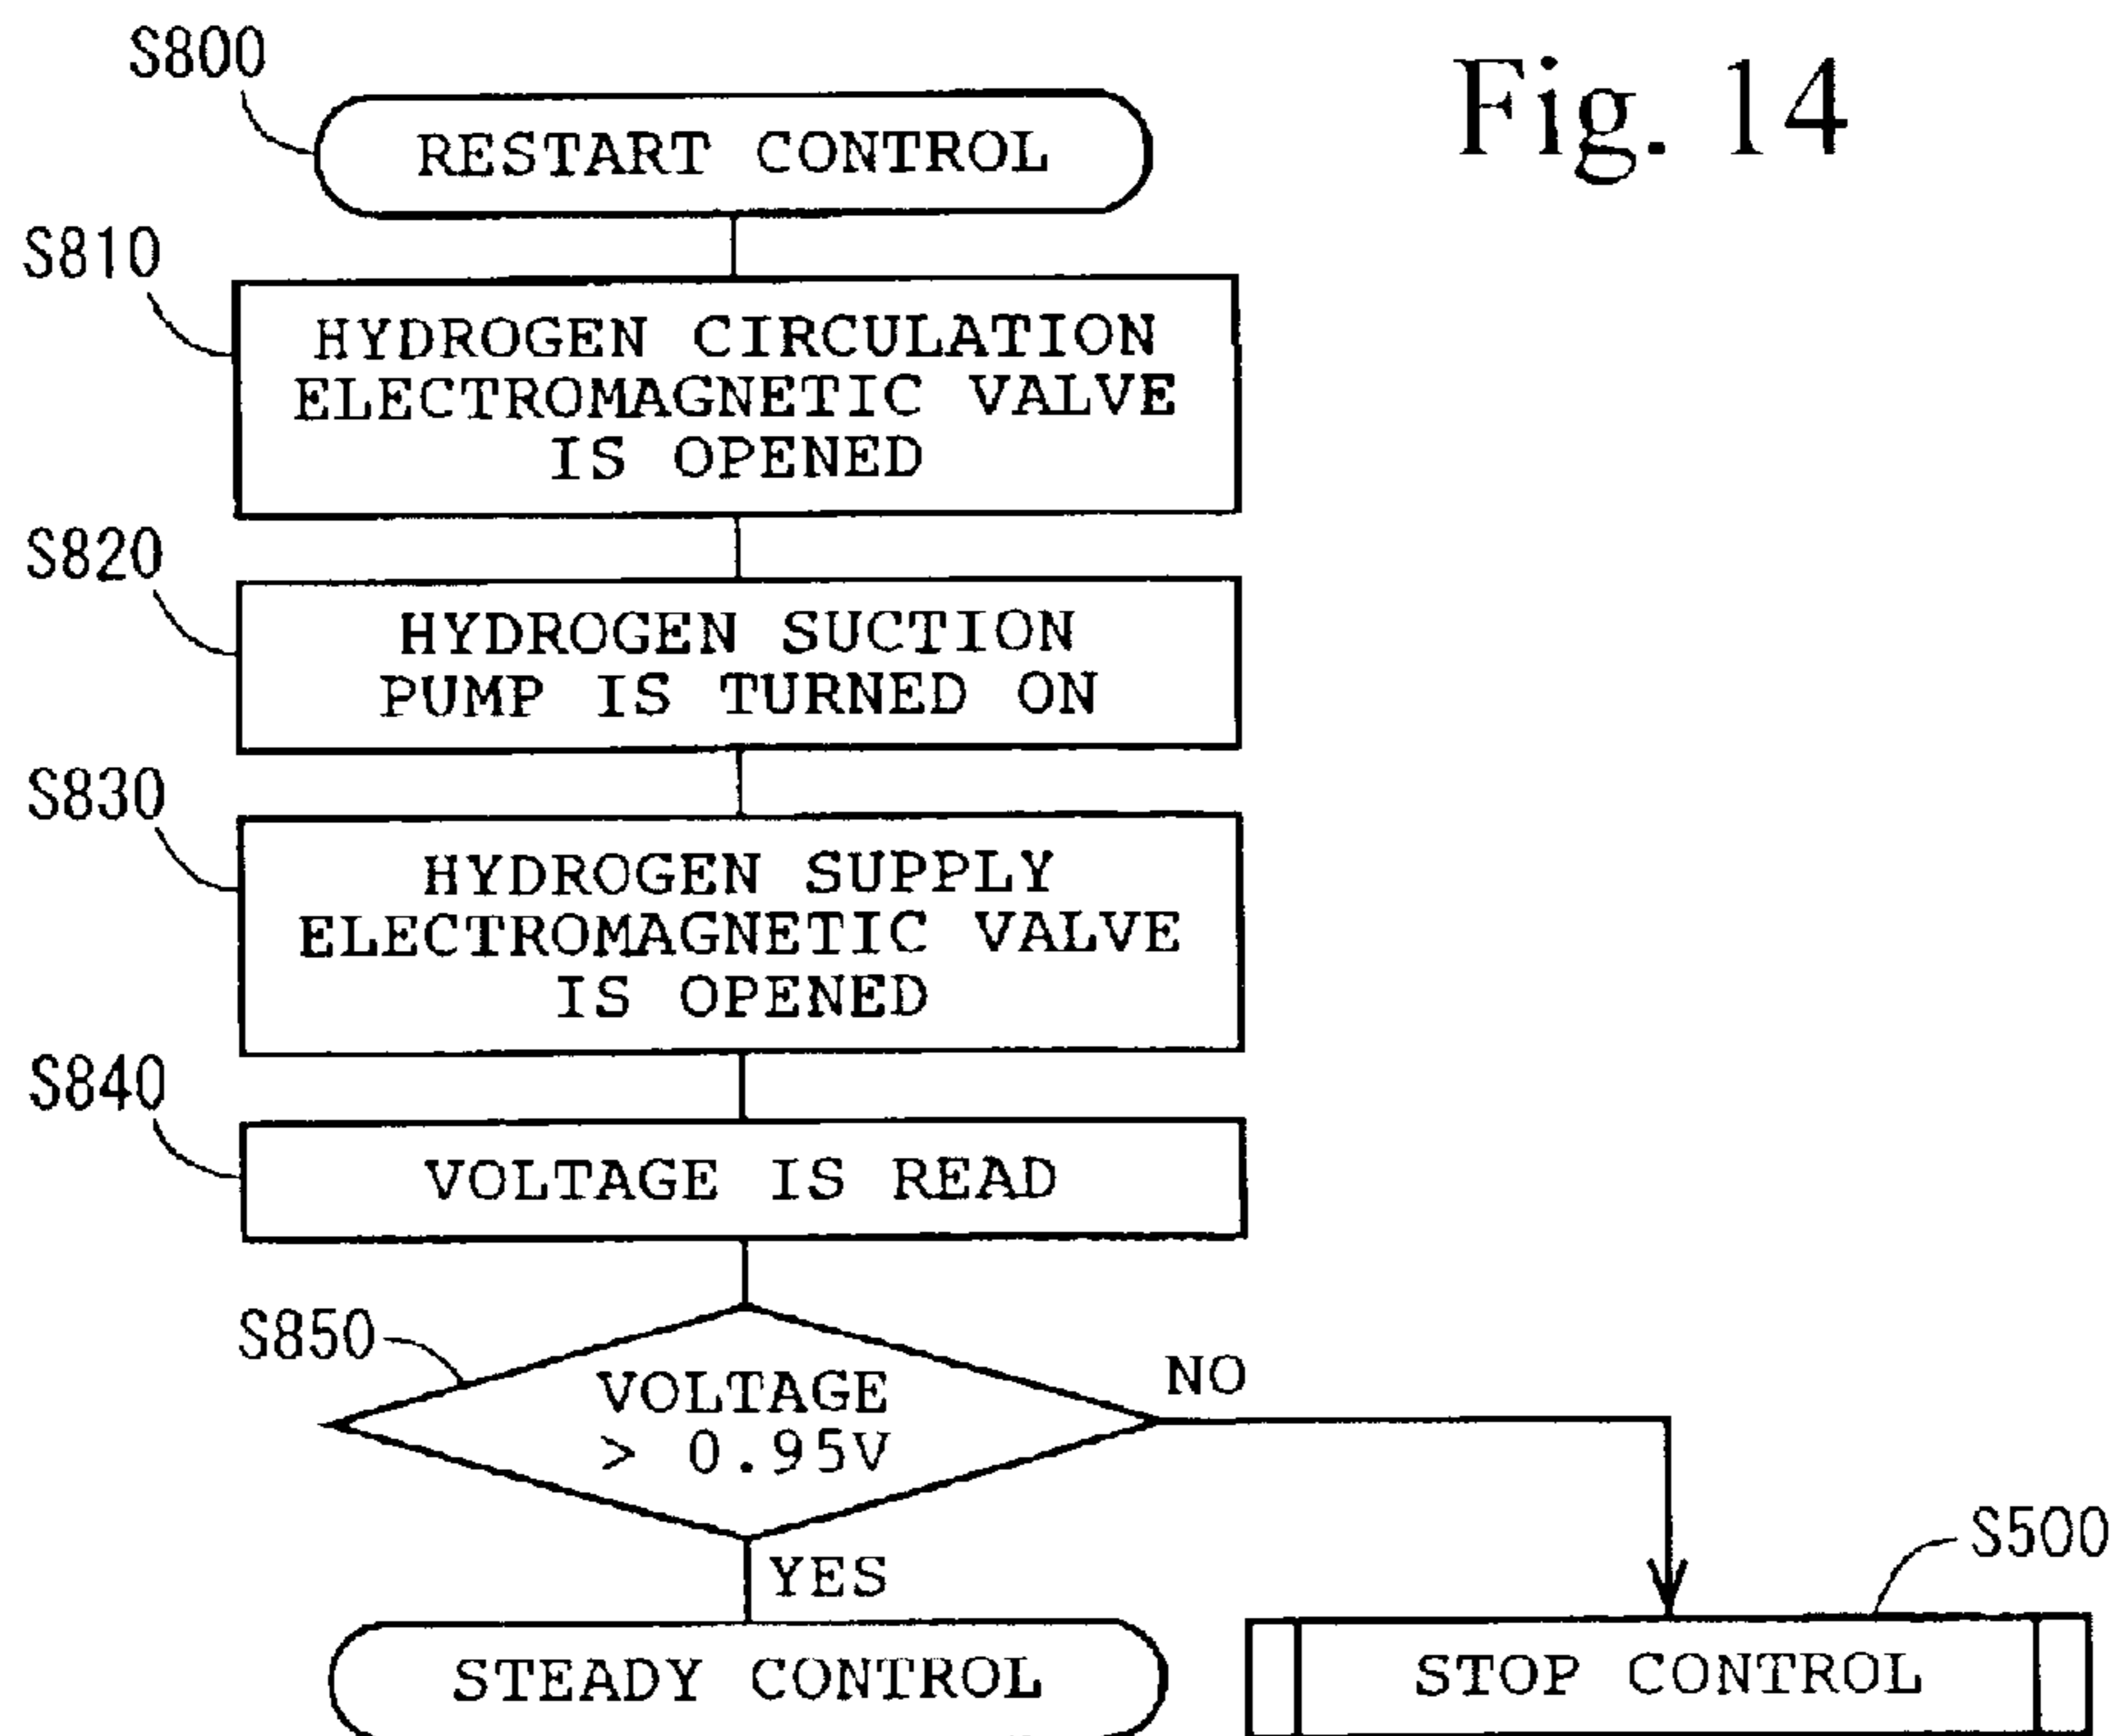 Fig. 14
S800
RESTART CONTROL
S810
HYDROGEN CIRCULATION
ELECTROMAGNETIC VALVE
IS OPENED
S820
HYDROGEN SUCTION
PUMP IS TURNED ON
S830
HYDROGEN SUPPLY
ELECTROMAGNETIC VALVE
IS OPENED
S840
VOLTAGE IS READ
S850
VOLTAGE
> 0.95V
NO
YES
S500
STEADY CONTROL
STOP CONTROL